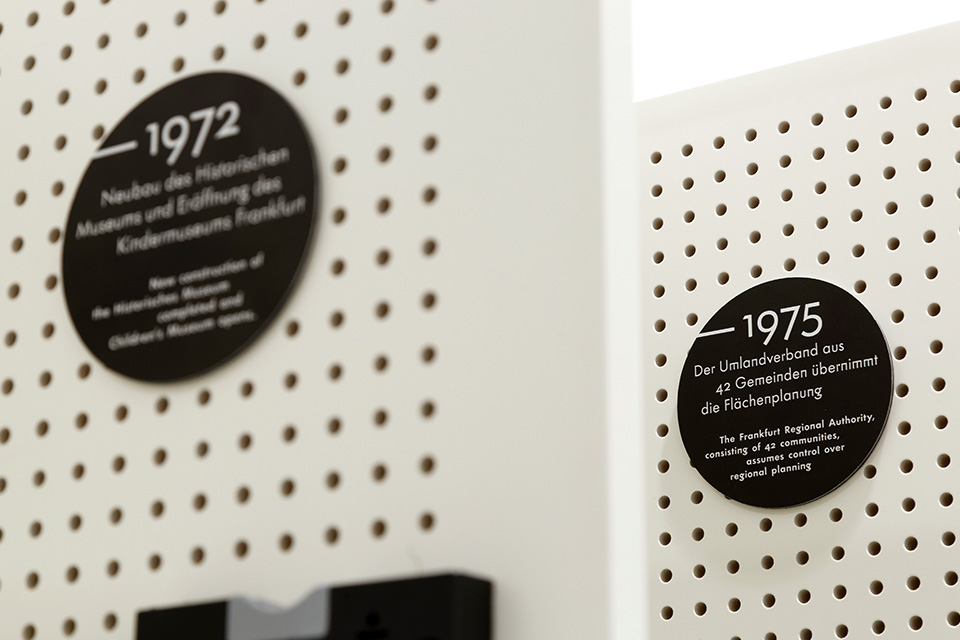 1972
Neubau des Historischen
Museums und Eröffnung des
Kindermuseums Frankfurt
New construction of
the Historisches Museum
completed and
Children's Museum opens.
1975
Der Umlandverband aus
42 Gemeinden übernimmt
die Flächenplanung
The Frankfurt Regional Authority,
consisting of 42 communities,
assumes control over
regional planning